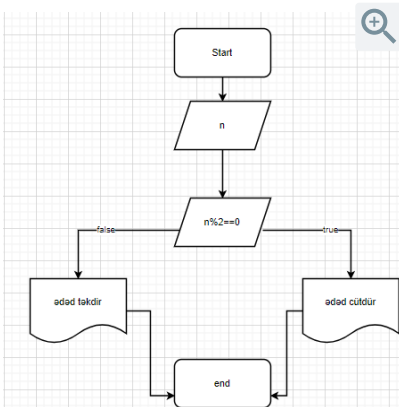 Start
n
n%2==0
false
true
ədəd təkdir
ədəd cütdür
end